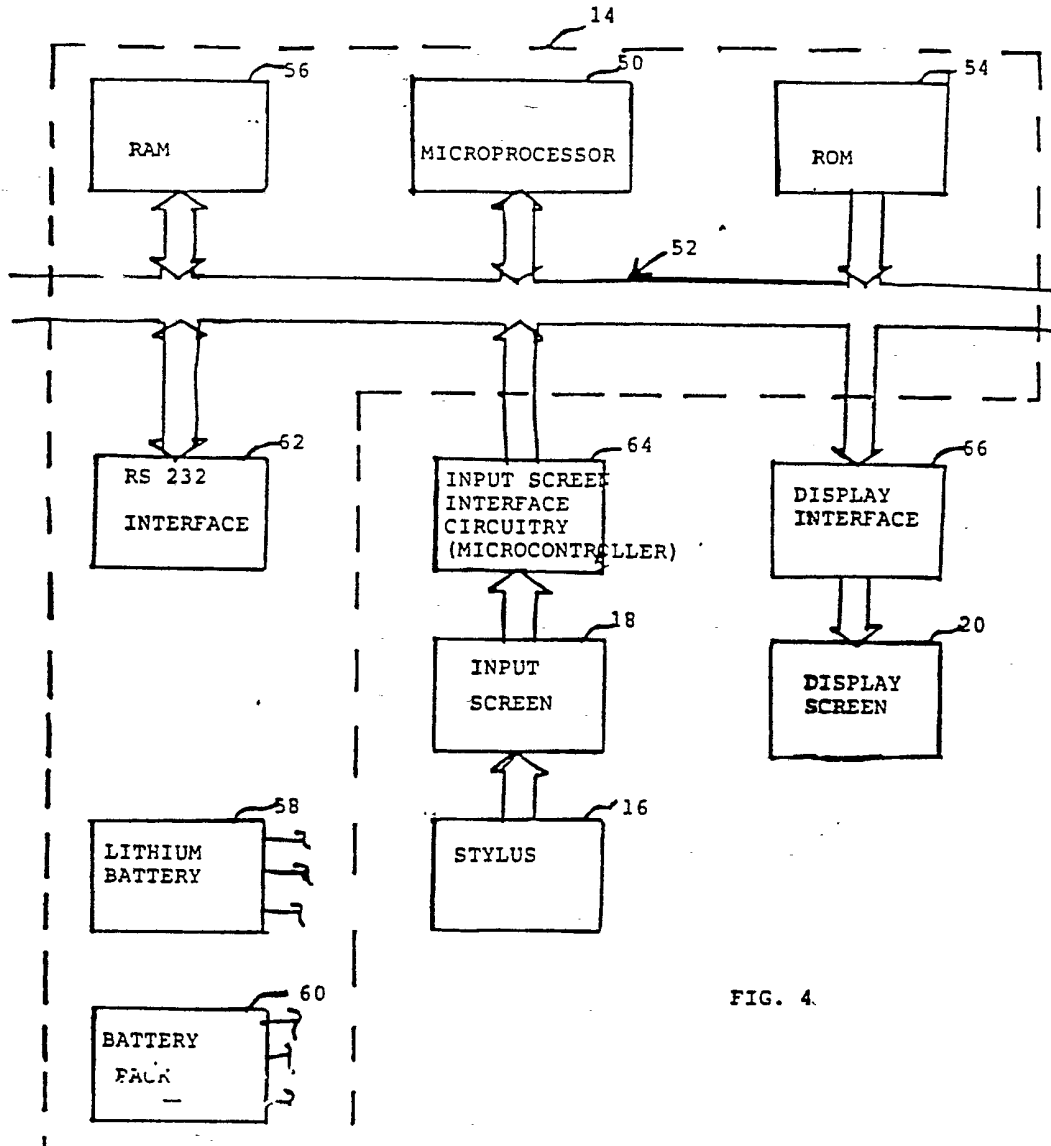 14
56
50
54
RAM
MICROPROCESSOR
ROM
52
62
64
66
RS 232
INTERFACE
INPUT SCREEN
INTERFACE
CIRCUITRY
(MICROCONTROLLER)
DISPLAY
INTERFACE
18
20
INPUT
SCREEN
DISPLAY
SCREEN
58
16
LITHIUM
BATTERY
STYLUS
60
BATTERY
PACK
FIG. 4